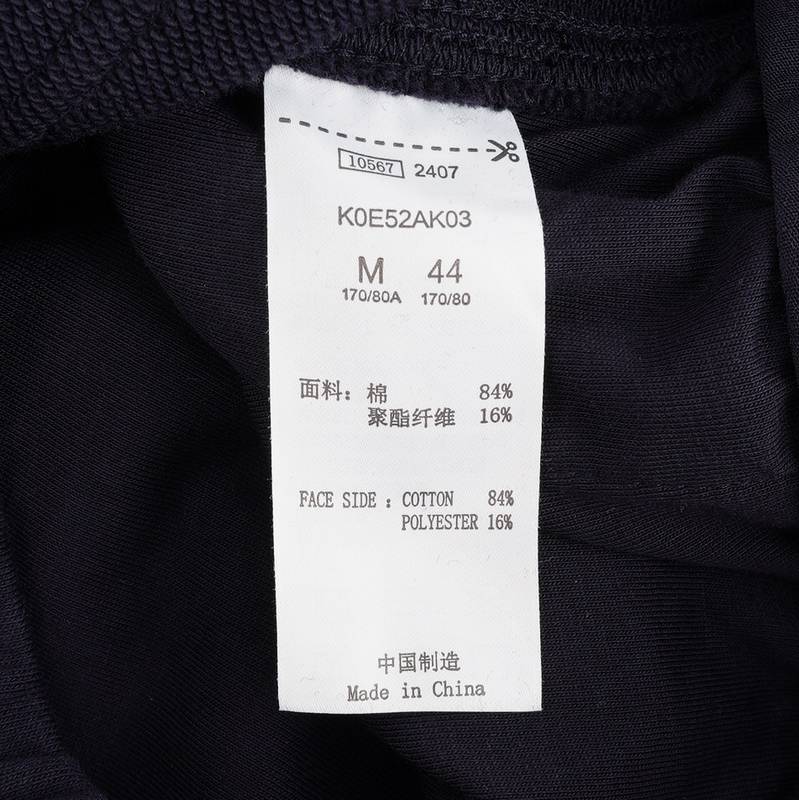 10567 2407
K0E52AK03
M 44
170/80A 170/80
面料：棉 84%
聚酯纤维 16%
FACE SIDE : COTTON 84%
POLYESTER 16%
中国制造
Made in China